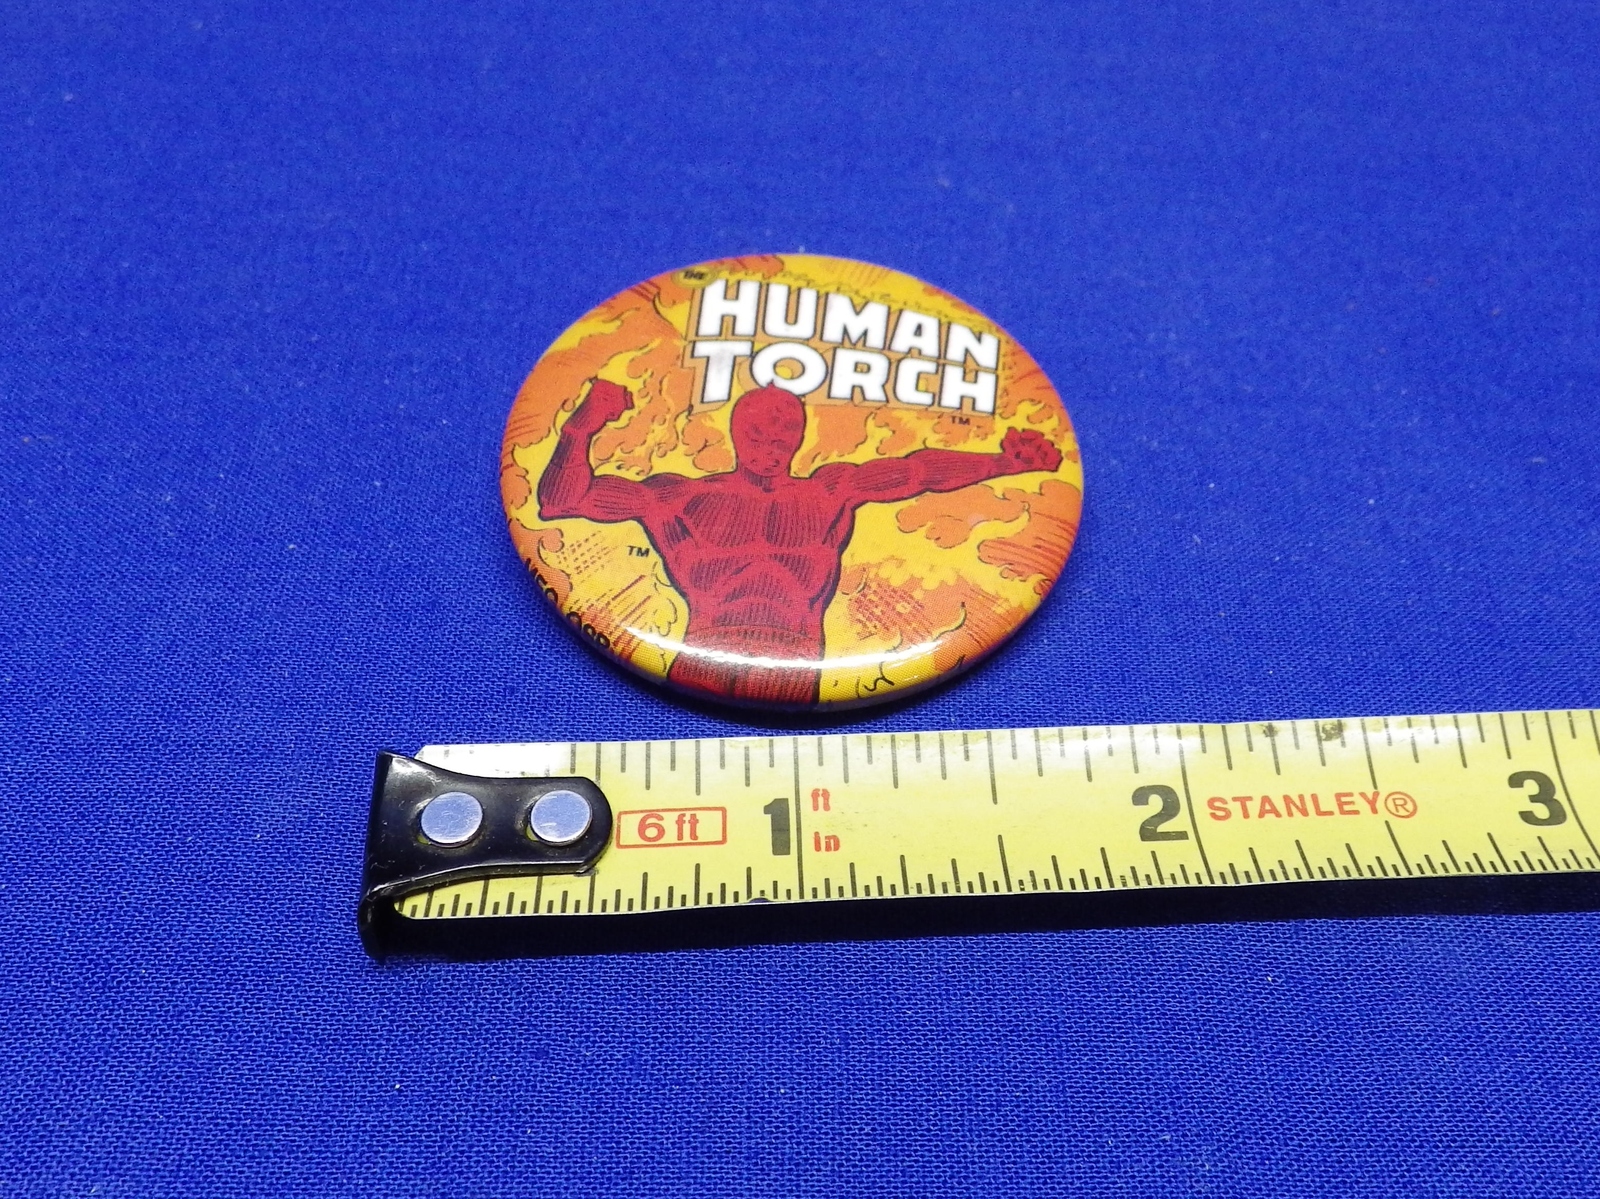 THE
HUMAN
TORCH
TM
TM
6 ft
1
ft
in
2
STANLEY®
3